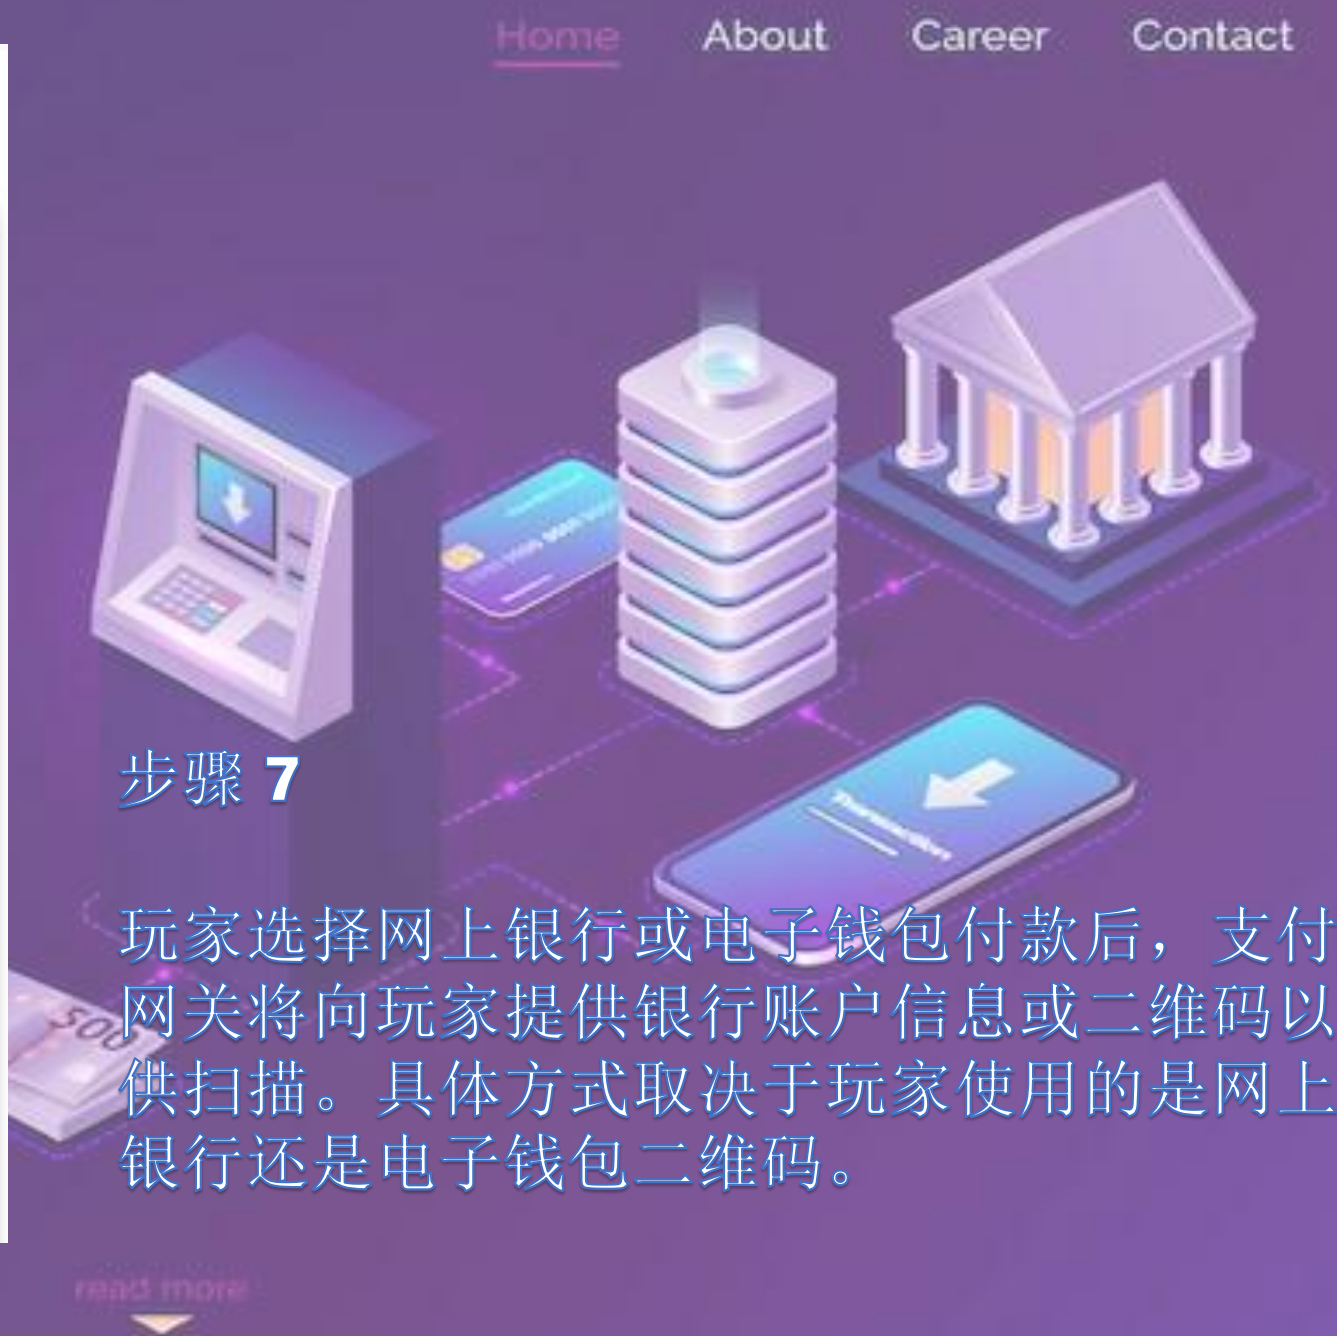 Home About Career Contact
Transaction
步骤 7
玩家选择网上银行或电子钱包付款后，支付
网关将向玩家提供银行账户信息或二维码以
500
供扫描。具体方式取决于玩家使用的是网上
银行还是电子钱包二维码。
read more